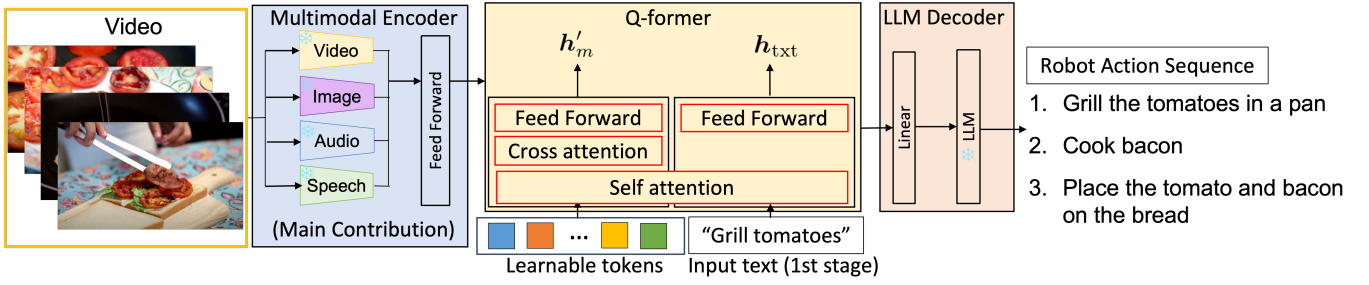 Video
Multimodal Encoder
Video
Image
Audio
Speech
Feed Forward
(Main Contribution)
Q-former
h′ₘ
h_txt
Feed Forward
Feed Forward
Cross attention
Self attention
Learnable tokens
...
"Grill tomatoes"
Input text (1st stage)
LLM Decoder
Linear
LLM
Robot Action Sequence
1. Grill the tomatoes in a pan
2. Cook bacon
3. Place the tomato and bacon
on the bread